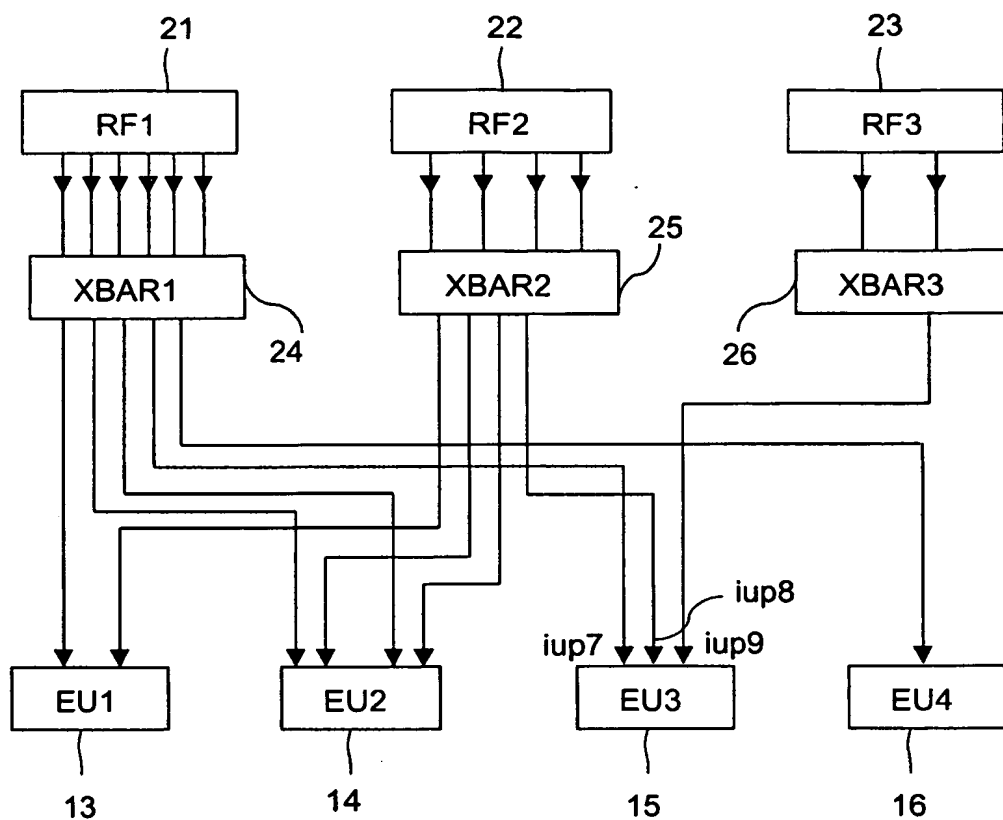 21 22 23
RF1 RF2 RF3
XBAR1 XBAR2 25 XBAR3
24 26
iup8
iup7 iup9
EU1 EU2 EU3 EU4
13 14 15 16